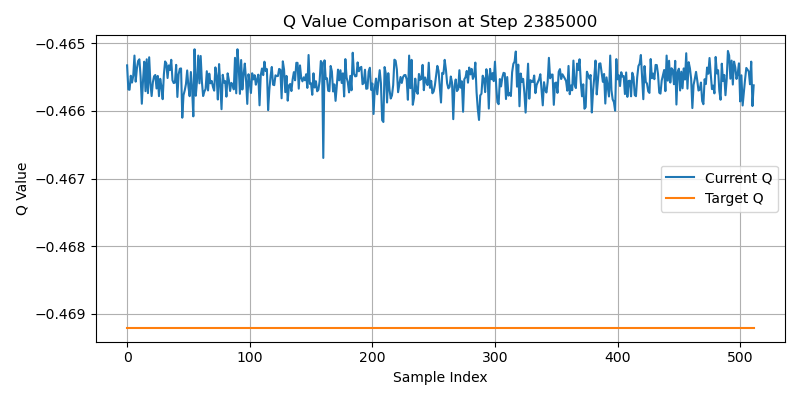 Q Value Comparison at Step 2385000
−0.465
−0.466
−0.467
−0.468
−0.469
Q Value
Current Q
Target Q
0 100 200 300 400 500
Sample Index